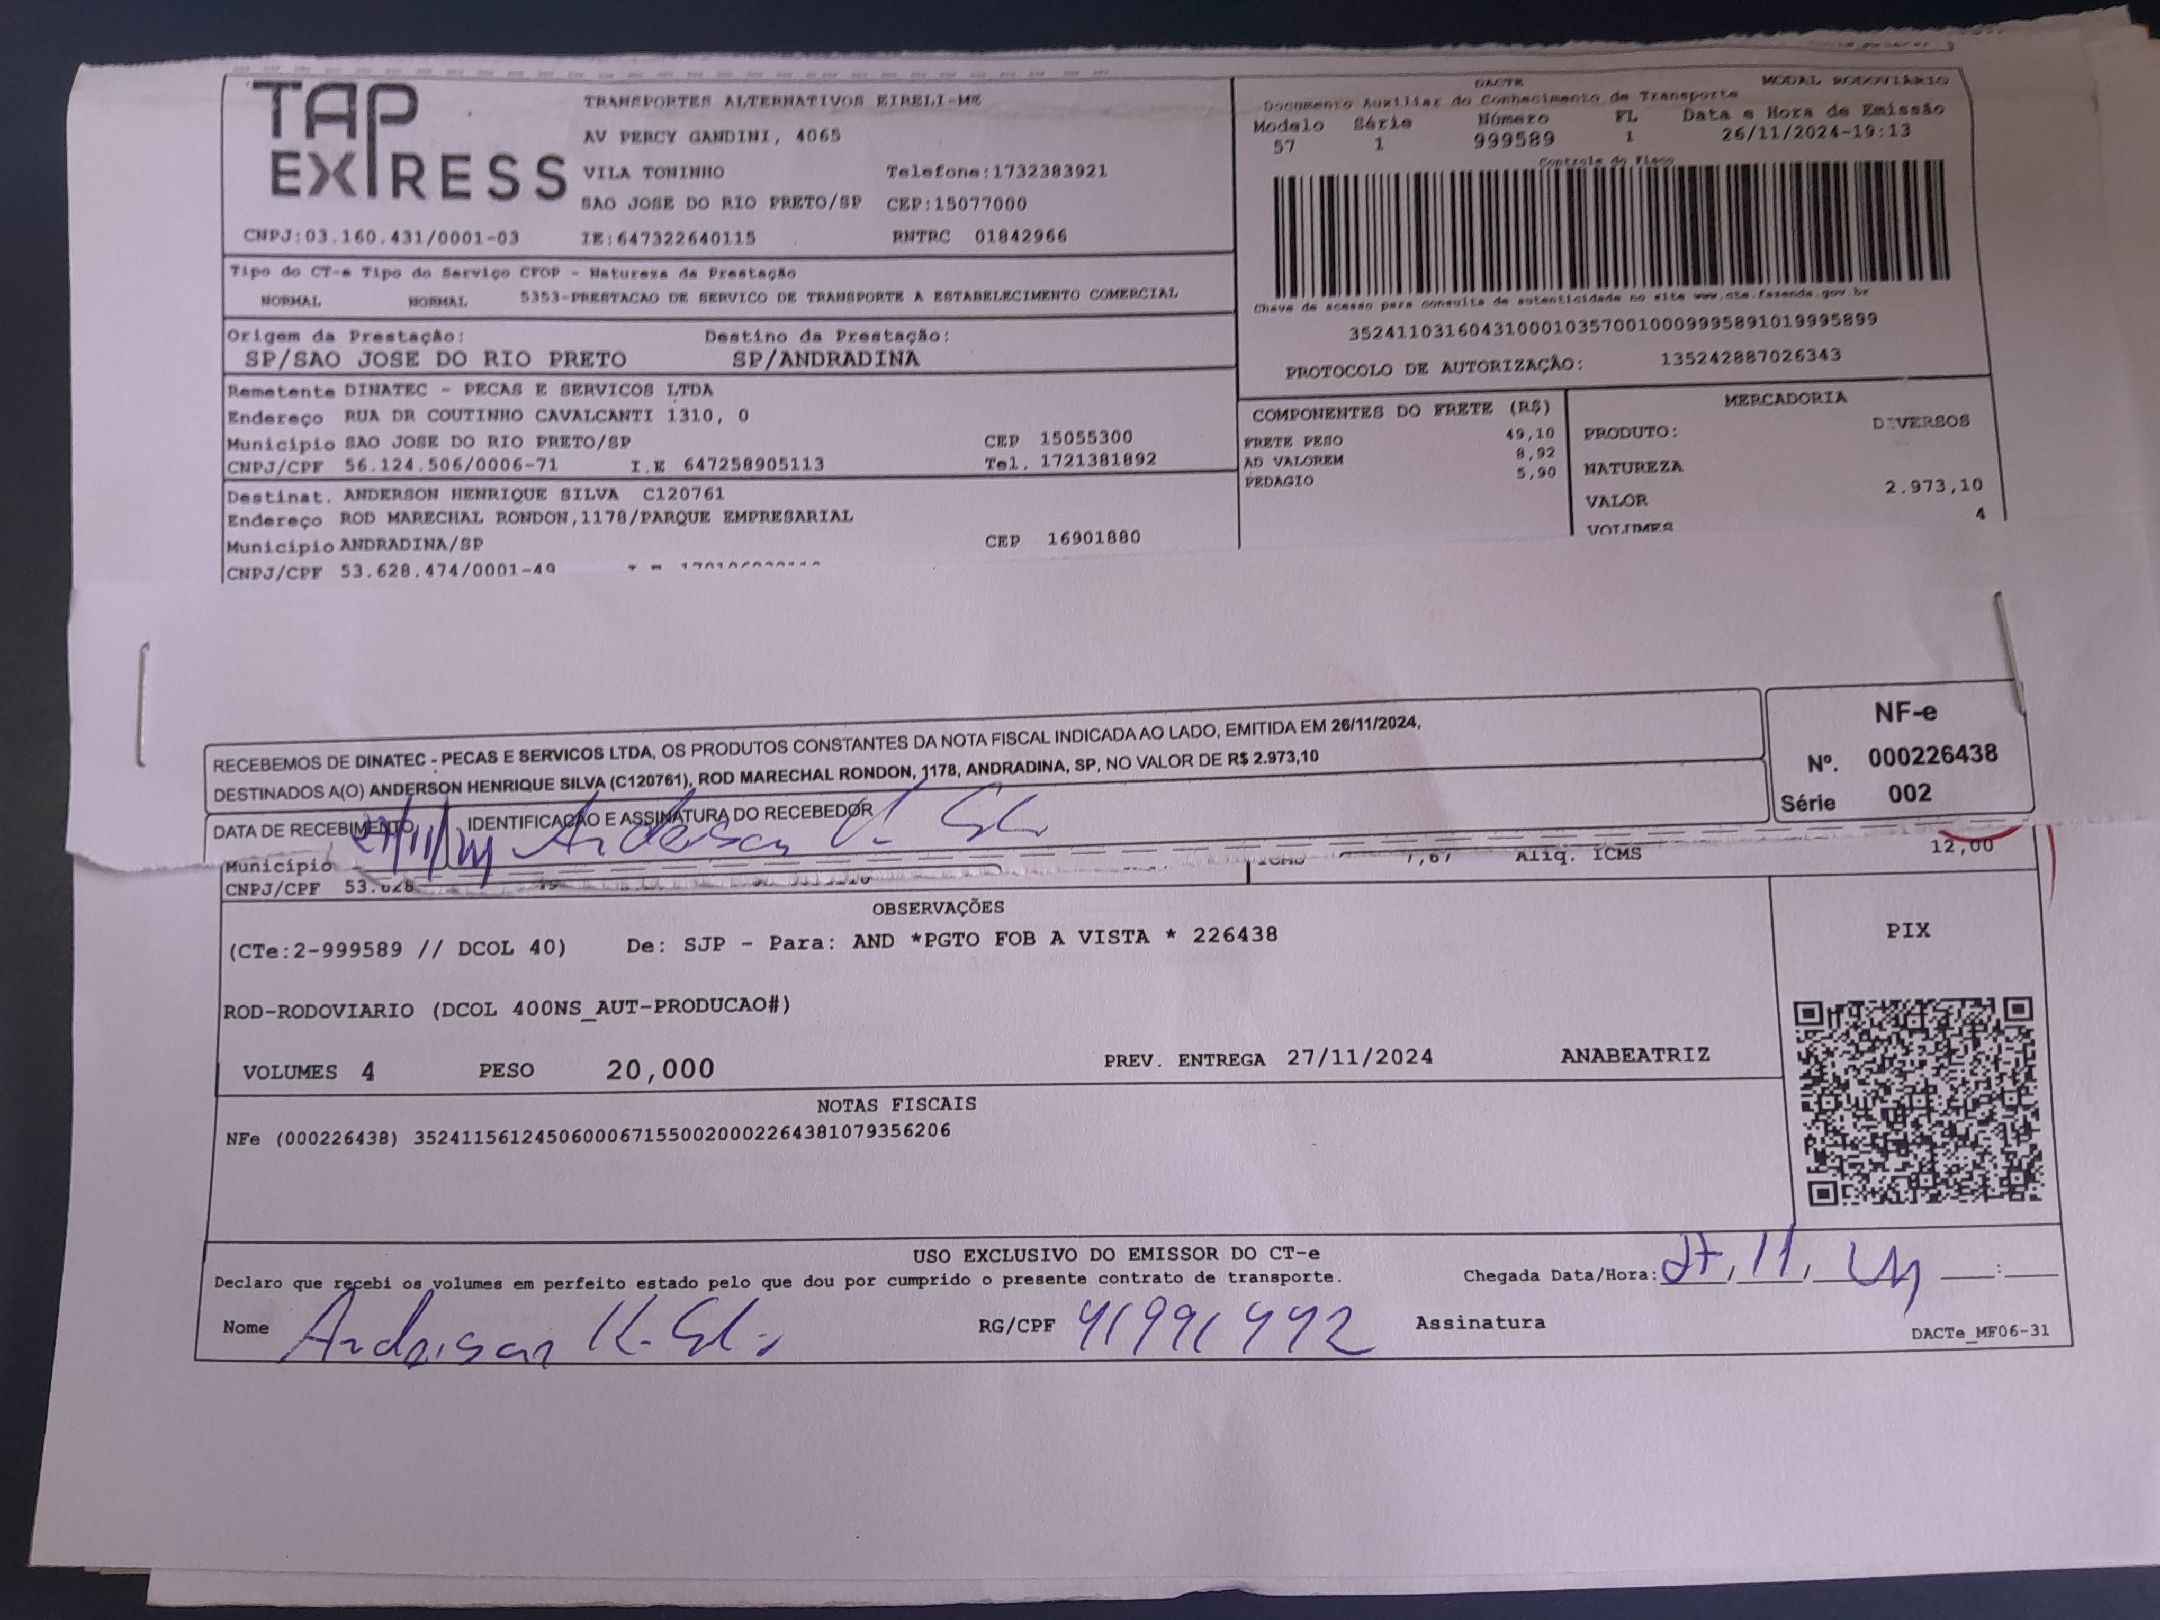 TAP
EXPRESS
TRANSPORTES ALTERNATIVOS EIRELI-ME
AV PERCY GANDINI, 4065
VILA TONINHO Telefone:1732383921
SAO JOSE DO RIO PRETO/SP CEP:15077000
CNPJ:03.160.431/0001-03 IE:647322640115 RNTRC 01842966
DACTE MODAL RODOVIÁRIO
Documento Auxiliar do Conhecimento de Transporte
Modelo Série Número FL Data e Hora de Emissão
57 1 999589 1 26/11/2024-19:13
Controle do Fisco
Chave de acesso para consulta de autenticidade no site www.cte.fazenda.gov.br
35241103160431000103570010009995891019995899
PROTOCOLO DE AUTORIZAÇÃO: 135242887026343
Tipo do CT-e Tipo do Serviço CFOP - Natureza da Prestação
NORMAL NORMAL 5353-PRESTACAO DE SERVICO DE TRANSPORTE A ESTABELECIMENTO COMERCIAL
Origem da Prestação: Destino da Prestação:
SP/SAO JOSE DO RIO PRETO SP/ANDRADINA
Remetente DINATEC - PECAS E SERVICOS LTDA
Endereço RUA DR COUTINHO CAVALCANTI 1310, 0
Município SAO JOSE DO RIO PRETO/SP CEP 15055300
CNPJ/CPF 56.124.506/0006-71 I.E 647258905113 Tel. 1721381892
Destinat. ANDERSON HENRIQUE SILVA C120761
Endereço ROD MARECHAL RONDON,1178/PARQUE EMPRESARIAL
Município ANDRADINA/SP CEP 16901880
CNPJ/CPF 53.628.474/0001-49
COMPONENTES DO FRETE (R$)
FRETE PESO 49,10
AD VALOREM 8,92
PEDAGIO 5,90
MERCADORIA
PRODUTO: DIVERSOS
NATUREZA
VALOR 2.973,10
VOLUMES 4
RECEBEMOS DE DINATEC - PECAS E SERVICOS LTDA, OS PRODUTOS CONSTANTES DA NOTA FISCAL INDICADA AO LADO, EMITIDA EM 26/11/2024,
DESTINADOS A(O) ANDERSON HENRIQUE SILVA (C120761), ROD MARECHAL RONDON, 1178, ANDRADINA, SP, NO VALOR DE R$ 2.973,10
NF-e
Nº. 000226438
Série 002
DATA DE RECEBIMENTO IDENTIFICAÇÃO E ASSINATURA DO RECEBEDOR
27/11/24 Anderson
Município
CNPJ/CPF 53.628
ICMS 7,67 Aliq. ICMS 12,00
OBSERVAÇÕES
(CTe:2-999589 // DCOL 40) De: SJP - Para: AND *PGTO FOB A VISTA * 226438
ROD-RODOVIARIO (DCOL 400NS_AUT-PRODUCAO#)
VOLUMES 4 PESO 20,000 PREV. ENTREGA 27/11/2024 ANABEATRIZ
PIX
NOTAS FISCAIS
NFe (000226438) 35241156124506000671550020002264381079356206
USO EXCLUSIVO DO EMISSOR DO CT-e
Declaro que recebi os volumes em perfeito estado pelo que dou por cumprido o presente contrato de transporte. Chegada Data/Hora: 27/11/24
Nome Anderson RG/CPF 419919992 Assinatura
DACTe_MF06-31